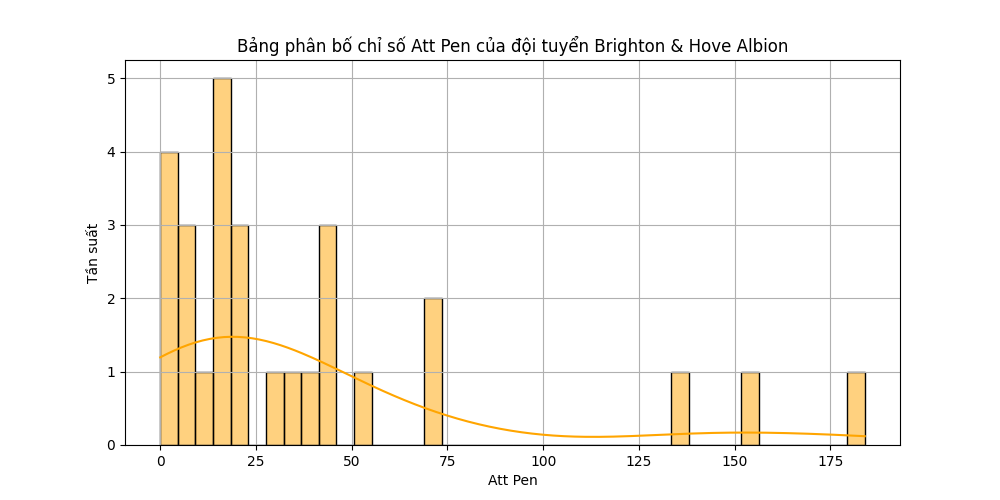 Bảng phân bố chỉ số Att Pen của đội tuyển Brighton & Hove Albion
Tần suất
5
4
3
2
1
0
0 25 50 75 100 125 150 175
Att Pen